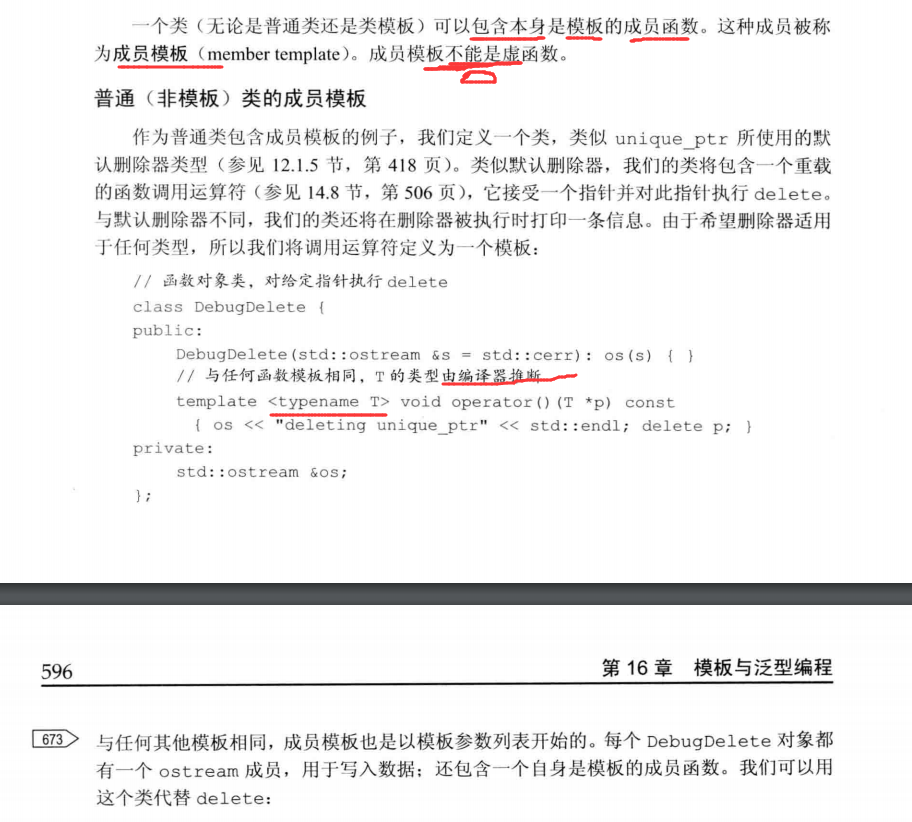 一个类（无论是普通类还是类模板）可以包含本身是模板的成员函数。这种成员被称
为成员模板（member template）。成员模板不能是虚函数。
普通（非模板）类的成员模板
作为普通类包含成员模板的例子，我们定义一个类，类似 unique_ptr 所使用的默
认删除器类型（参见 12.1.5 节，第 418 页）。类似默认删除器，我们的类将包含一个重载
的函数调用运算符（参见 14.8 节，第 506 页），它接受一个指针并对此指针执行 delete。
与默认删除器不同，我们的类还将在删除器被执行时打印一条信息。由于希望删除器适用
于任何类型，所以我们将调用运算符定义为一个模板：
// 函数对象类，对给定指针执行 delete
class DebugDelete {
public:
DebugDelete(std::ostream &s = std::cerr): os(s) { }
// 与任何函数模板相同，T 的类型由编译器推断
template <typename T> void operator()(T *p) const
{ os << "deleting unique_ptr" << std::endl; delete p; }
private:
std::ostream &os;
};
596 第 16 章 模板与泛型编程
673 与任何其他模板相同，成员模板也是以模板参数列表开始的。每个 DebugDelete 对象都
有一个 ostream 成员，用于写入数据；还包含一个自身是模板的成员函数。我们可以用
这个类代替 delete：